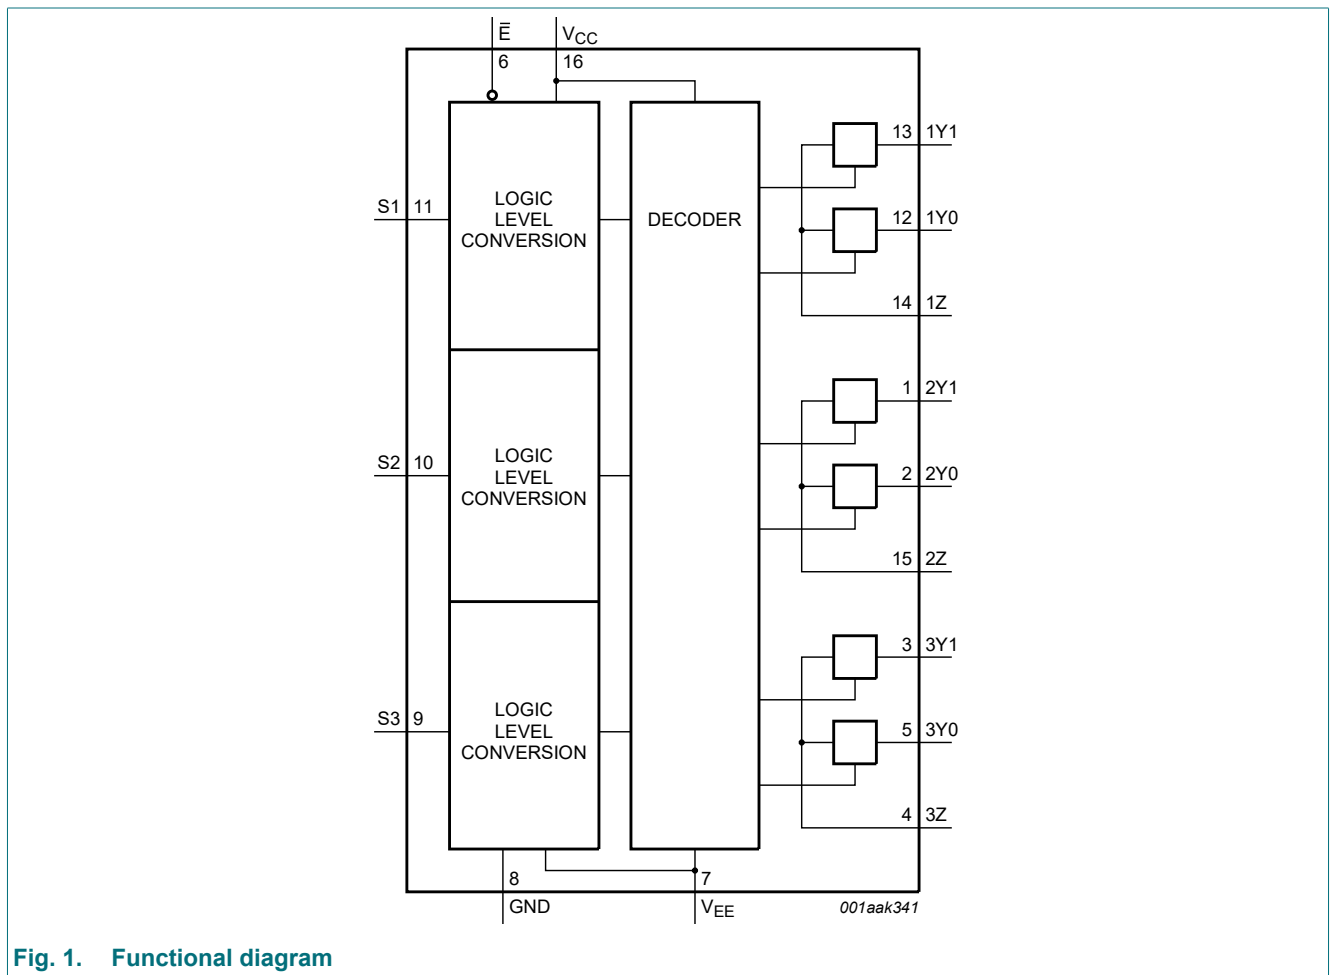 E̅ VCC
6 16
13 1Y1
S1 11
LOGIC
LEVEL
CONVERSION
DECODER
12 1Y0
14 1Z
1 2Y1
S2 10
LOGIC
LEVEL
CONVERSION
2 2Y0
15 2Z
3 3Y1
S3 9
LOGIC
LEVEL
CONVERSION
5 3Y0
4 3Z
8 7
GND VEE
001aak341
Fig. 1. Functional diagram